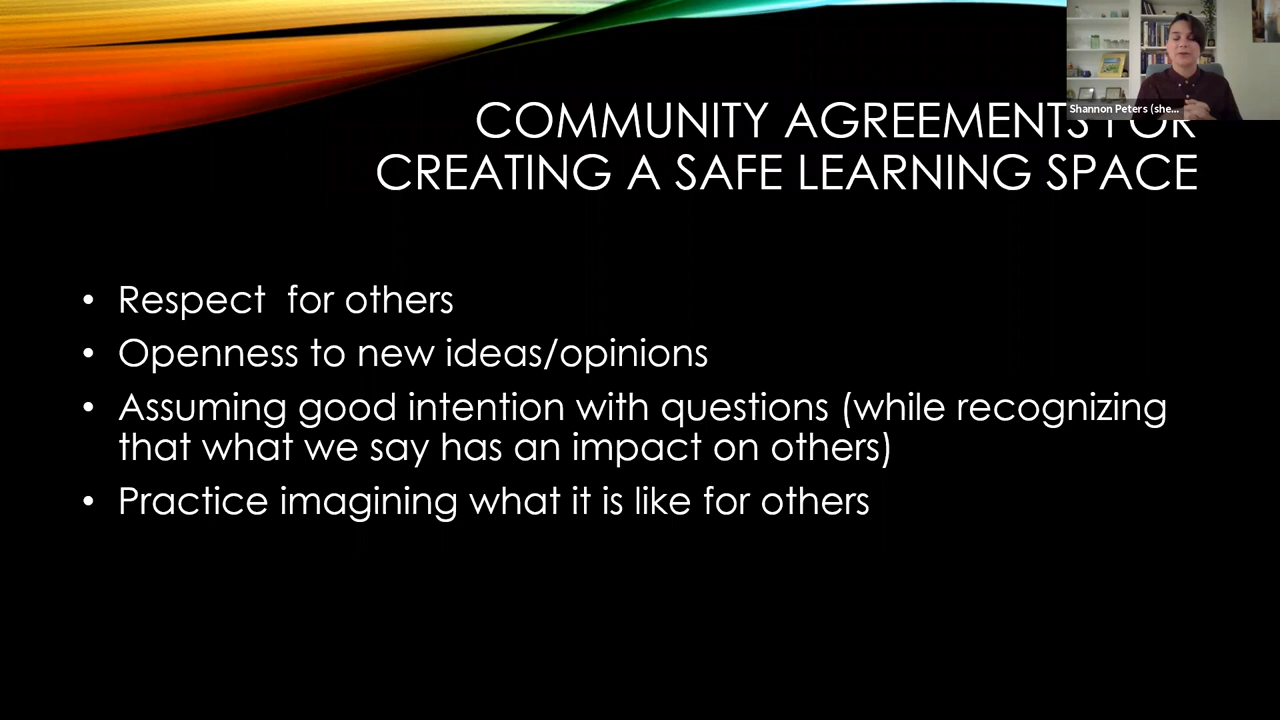 COMMUNITY AGREEMENTS FOR
CREATING A SAFE LEARNING SPACE
Shannon Peters (she...
• Respect  for others
• Openness to new ideas/opinions
• Assuming good intention with questions (while recognizing
that what we say has an impact on others)
• Practice imagining what it is like for others